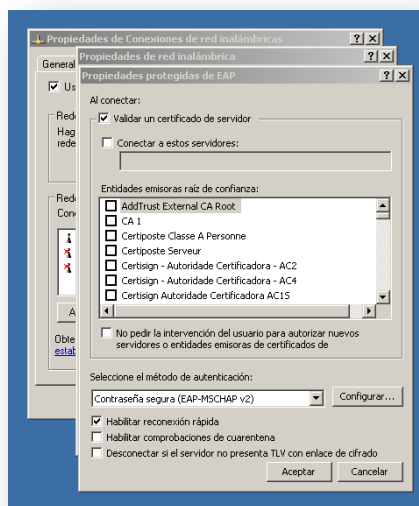 Propiedades de Conexiones de red inalámbricas
Propiedades de red inalámbrica
Propiedades protegidas de EAP
General
Us
Rede
Hag
rede
Rede
Cone
A
Obte
estab
Al conectar:
Validar un certificado de servidor
Conectar a estos servidores:
Entidades emisoras raíz de confianza:
AddTrust External CA Root
CA 1
Certiposte Classe A Personne
Certiposte Serveur
Certisign - Autoridade Certificadora - AC2
Certisign - Autoridade Certificadora - AC4
Certisign Autoridade Certificadora AC1S
No pedir la intervención del usuario para autorizar nuevos
servidores o entidades emisoras de certificados de
Seleccione el método de autenticación:
Contraseña segura (EAP-MSCHAP v2)
Configurar...
Habilitar reconexión rápida
Habilitar comprobaciones de cuarentena
Desconectar si el servidor no presenta TLV con enlace de cifrado
Aceptar
Cancelar